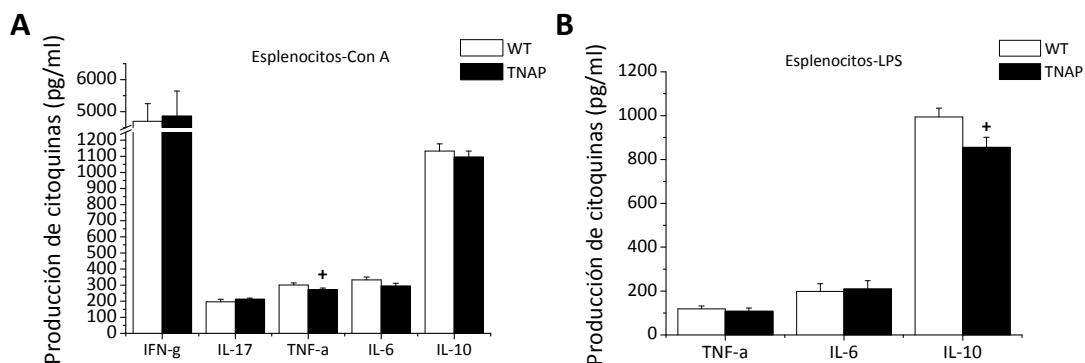 A
Esplenocitos-Con A
WT
TNAP
Producción de citoquinas (pg/ml)
6000
5000
1200
1100
1000
900
800
700
600
500
400
300
200
100
0
+
IFN-g IL-17 TNF-a IL-6 IL-10
B
Esplenocitos-LPS
WT
TNAP
Producción de citoquinas (pg/ml)
1200
1000
800
600
400
200
0
+
TNF-a IL-6 IL-10